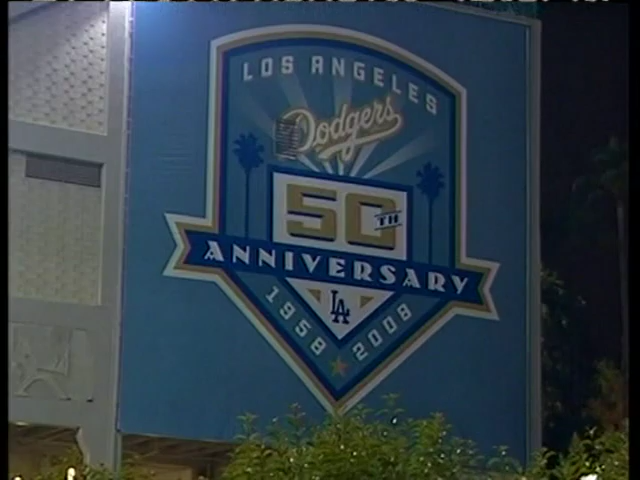 LOS ANGELES
Dodgers
50TH
ANNIVERSARY
LA
1958 2008